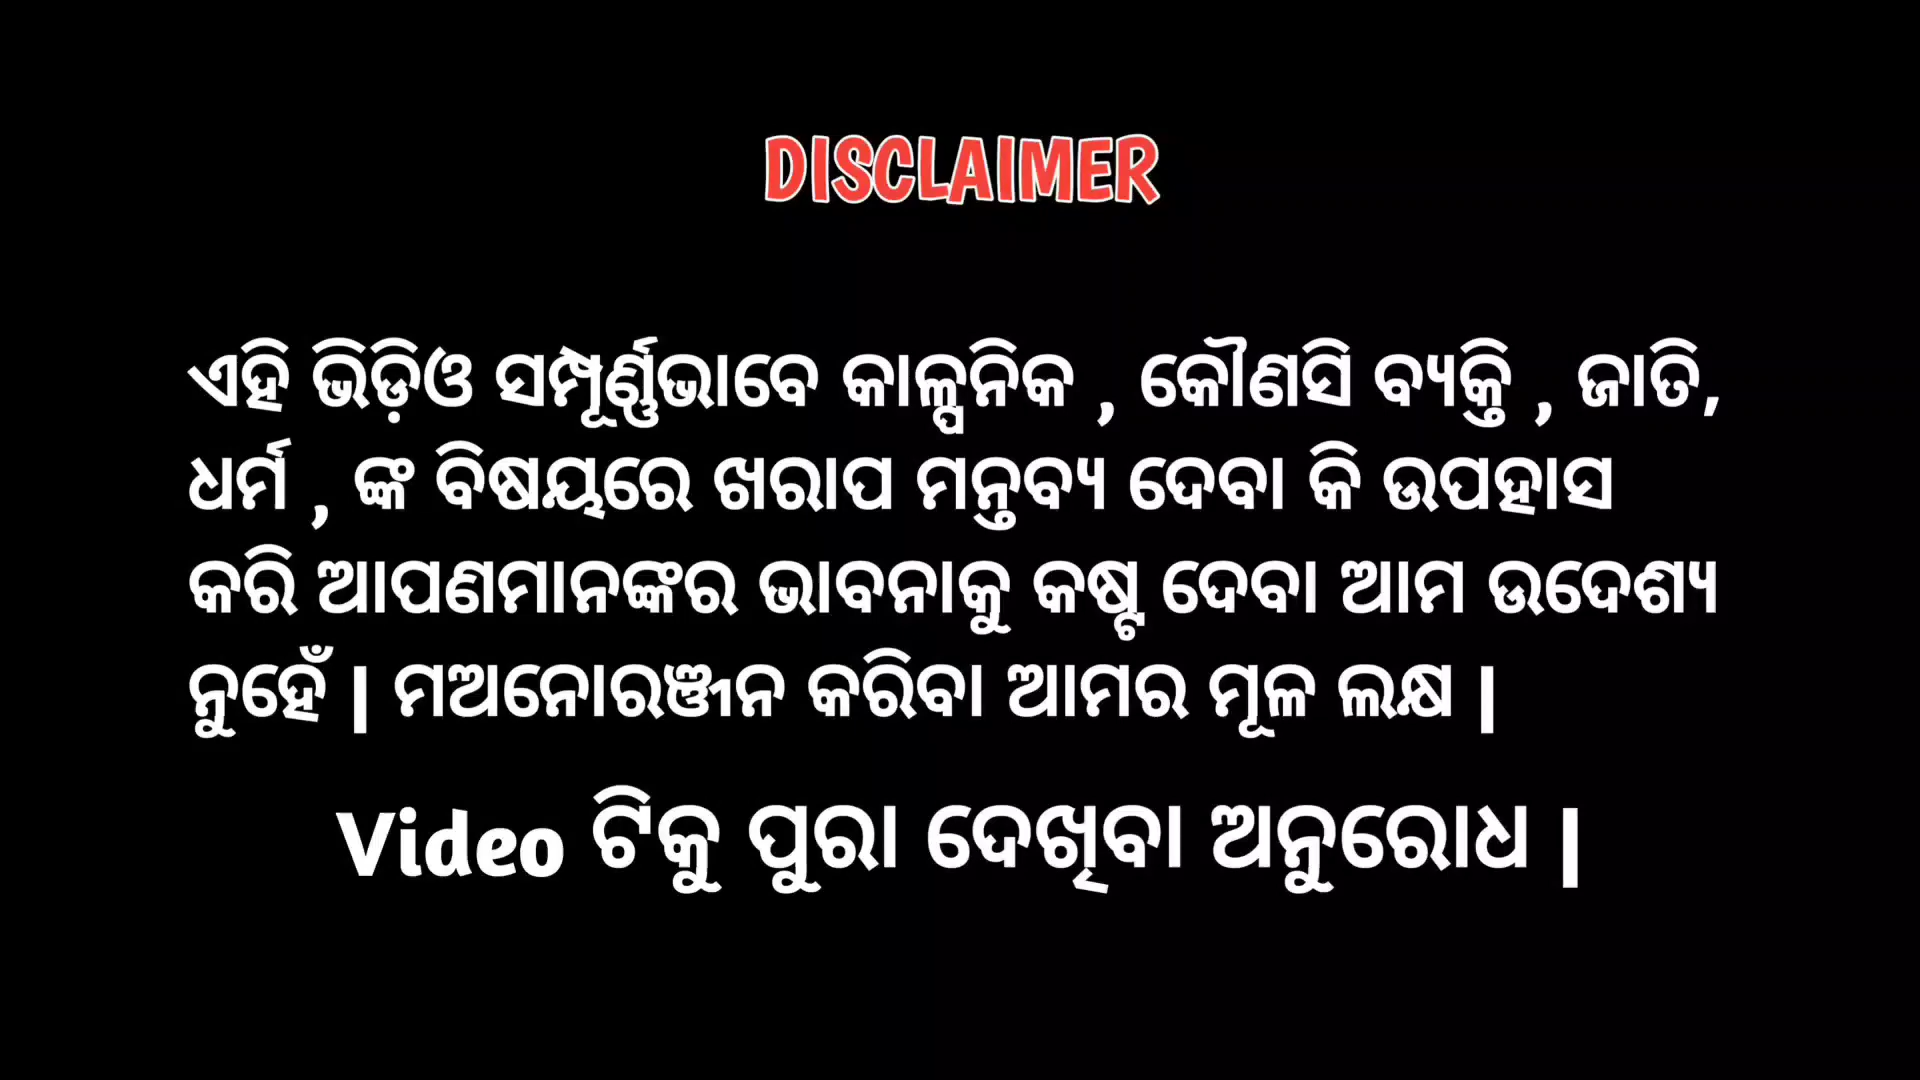 DISCLAIMER
ଏହି ଭିଡ଼ିଓ ସମ୍ପୂର୍ଣ୍ଣଭାବେ କାଳ୍ପନିକ , କୌଣସି ବ୍ୟକ୍ତି , ଜାତି,
ଧର୍ମ , ଙ୍କ ବିଷୟରେ ଖରାପ ମନ୍ତବ୍ୟ ଦେବା କି ଉପହାସ
କରି ଆପଣମାନଙ୍କର ଭାବନାକୁ କଷ୍ଟ ଦେବା ଆମ ଉଦେଶ୍ୟ
ନୁହେଁ | ମଅନୋରଞ୍ଜନ କରିବା ଆମର ମୂଳ ଲକ୍ଷ |
Video ଟିକୁ ପୁରା ଦେଖିବା ଅନୁରୋଧ |